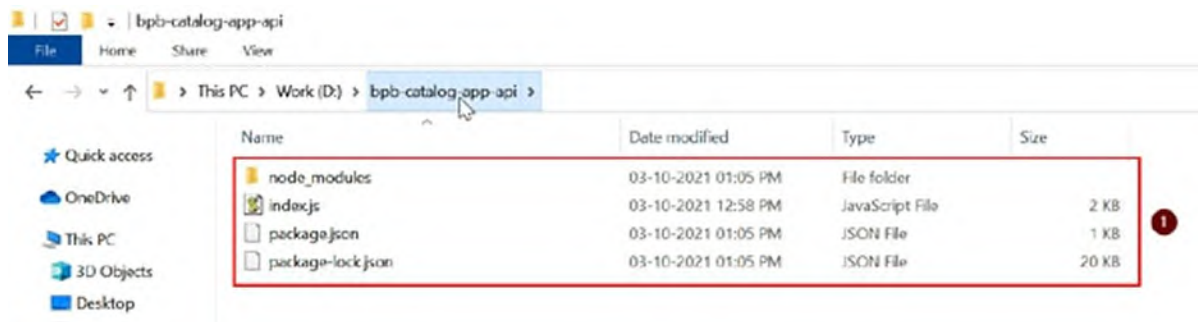 bpb-catalog-app-api
File Home Share View
This PC > Work (D:) > bpb-catalog-app-api >
Name Date modified Type Size
Quick access
node_modules 03-10-2021 01:05 PM File folder
OneDrive
index.js 03-10-2021 12:58 PM JavaScript File 2 KB
1
This PC
package.json 03-10-2021 01:05 PM JSON File 1 KB
3D Objects
package-lock.json 03-10-2021 01:05 PM JSON File 20 KB
Desktop